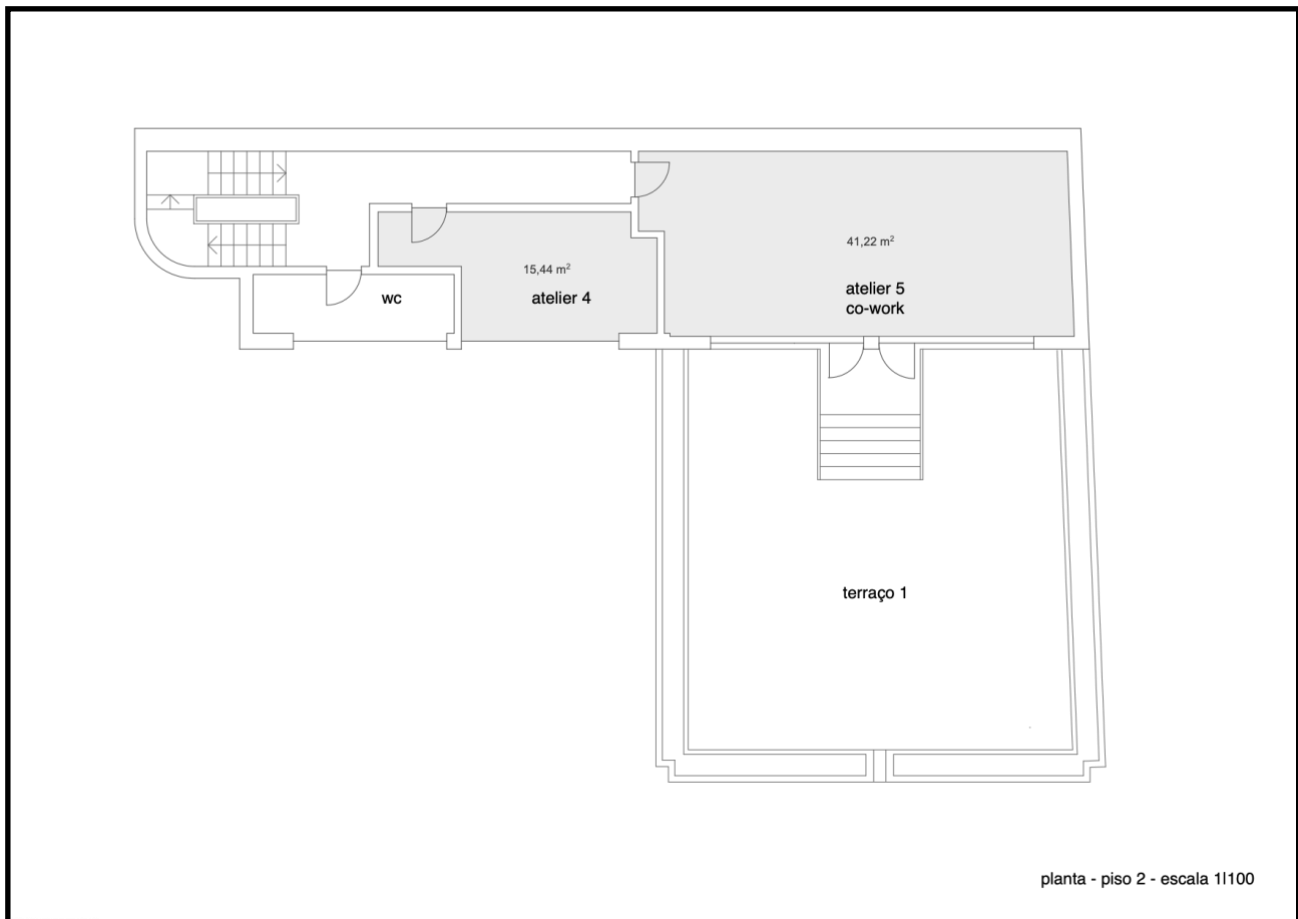 41,22 m²
15,44 m²
atelier 5
co-work
wc
atelier 4
terraço 1
planta - piso 2 - escala 1l100